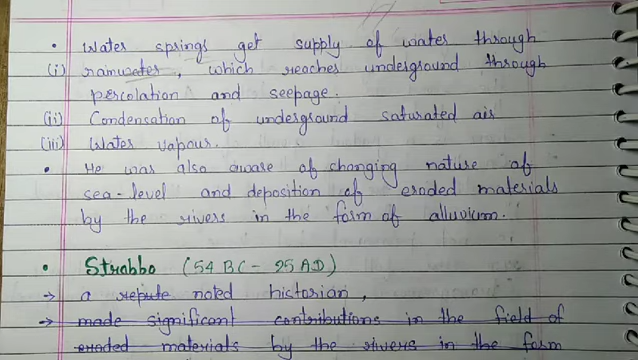 • Water springs get supply of water through
(i) rainwater, which reaches underground through
percolation and seepage.
(ii) Condensation of underground saturated air
(iii) Water vapour.
• He was also aware of changing nature of
sea-level and deposition of eroded materials
by the rivers in the form of alluvium.
• Strabbo (54 BC - 25 AD)
→ a repute noted historian,
→ made significant contributions in the field of
eroded materials by the rivers in the form